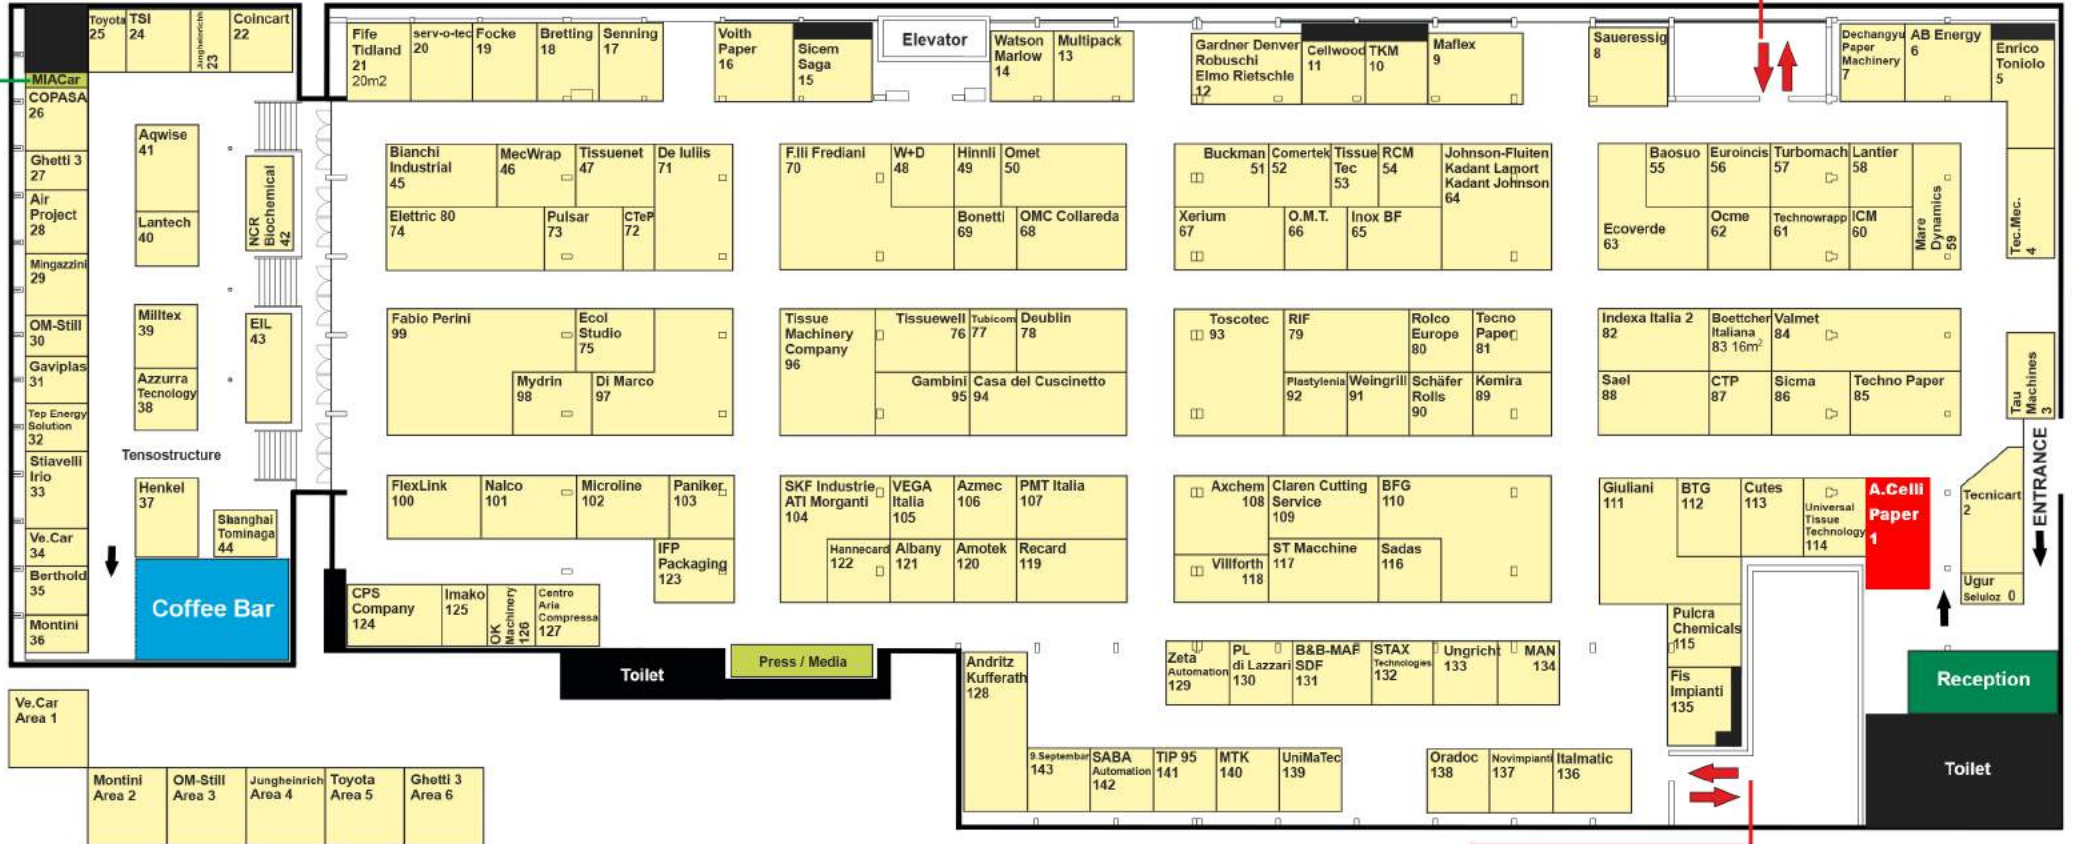 Toyota
25
TSI
24
Jungheinrich
23
Coincart
22
Fife
Tidland
21
20m2
serv-o-tec
20
Focke
19
Bretting
18
Senning
17
Voith
Paper
16
Sicem
Saga
15
Elevator
Watson
Marlow
14
Multipack
13
Gardner Denver
Robuschi
Elmo Rietschle
12
Cellwood
11
TKM
10
Maflex
9
Saueressig
8
Dechangyu
Paper
Machinery
7
AB Energy
6
Enrico
Toniolo
5
MIACar
COPASA
26
Ghetti 3
27
Air
Project
28
Mingazzini
29
OM-Still
30
Gaviplas
31
Tep Energy
Solution
32
Stiavelli
Irio
33
Ve.Car
34
Berthold
35
Montini
36
Aqwise
41
Lantech
40
NCR
Biochemical
42
Milltex
39
Azzurra
Tecnology
38
EIL
43
Tensostructure
Henkel
37
Shanghai
Tominaga
44
Coffee Bar
Bianchi
Industrial
45
MecWrap
46
Tissuenet
47
De Iuliis
71
Elettric 80
74
Pulsar
73
CTeP
72
F.lli Frediani
70
W+D
48
Hinnli
49
Omet
50
Bonetti
69
OMC Collareda
68
Buckman
51
Comertek
52
Tissue
Tec
53
RCM
54
Johnson-Fluiten
Kadant Lamort
Kadant Johnson
64
Xerium
67
O.M.T.
66
Inox BF
65
Baosuo
55
Euroincis
56
Turbomach
57
Lantier
58
Ecoverde
63
Ocme
62
Technowrapp
61
ICM
60
Mare
Dynamics
59
Tec.Mec.
4
Fabio Perini
99
Ecol
Studio
75
Mydrin
98
Di Marco
97
Tissue
Machinery
Company
96
Tissuewell
76
Tubicom
77
Deublin
78
Gambini
95
Casa del Cuscinetto
94
Toscotec
93
RIF
79
Rolco
Europe
80
Tecno
Paper
81
Plastylenia
92
Weingrill
91
Schäfer
Rolls
90
Kemira
89
Indexa Italia 2
82
Boettcher
Italiana
83 16m²
Valmet
84
Sael
88
CTP
87
Sicma
86
Techno Paper
85
Tau
Machines
3
ENTRANCE
FlexLink
100
Nalco
101
Microline
102
Paniker
103
IFP
Packaging
123
CPS
Company
124
Imako
125
OK
Machinery
126
Centro
Aria
Compressa
127
SKF Industrie
ATI Morganti
104
VEGA
Italia
105
Azmec
106
PMT Italia
107
Hannecard
122
Albany
121
Amotek
120
Recard
119
Axchem
108
Claren Cutting
Service
109
BFG
110
Villforth
118
ST Macchine
117
Sadas
116
Giuliani
111
BTG
112
Cutes
113
Universal
Tissue
Technology
114
A.Celli
Paper
1
Tecnicart
2
Ugur
Seluloz 0
Pulcra
Chemicals
115
Fis
Impianti
135
Reception
Toilet
Toilet
Press / Media
Andritz
Kufferath
128
Zeta
Automation
129
PL
di Lazzari
130
B&B-MAF
SDF
131
STAX
Technologies
132
Ungricht
133
MAN
134
9.Septembar
143
SABA
Automation
142
TIP 95
141
MTK
140
UniMaTec
139
Oradoc
138
Novimpianti
137
Italmatic
136
Ve.Car
Area 1
Montini
Area 2
OM-Still
Area 3
Jungheinrich
Area 4
Toyota
Area 5
Ghetti 3
Area 6